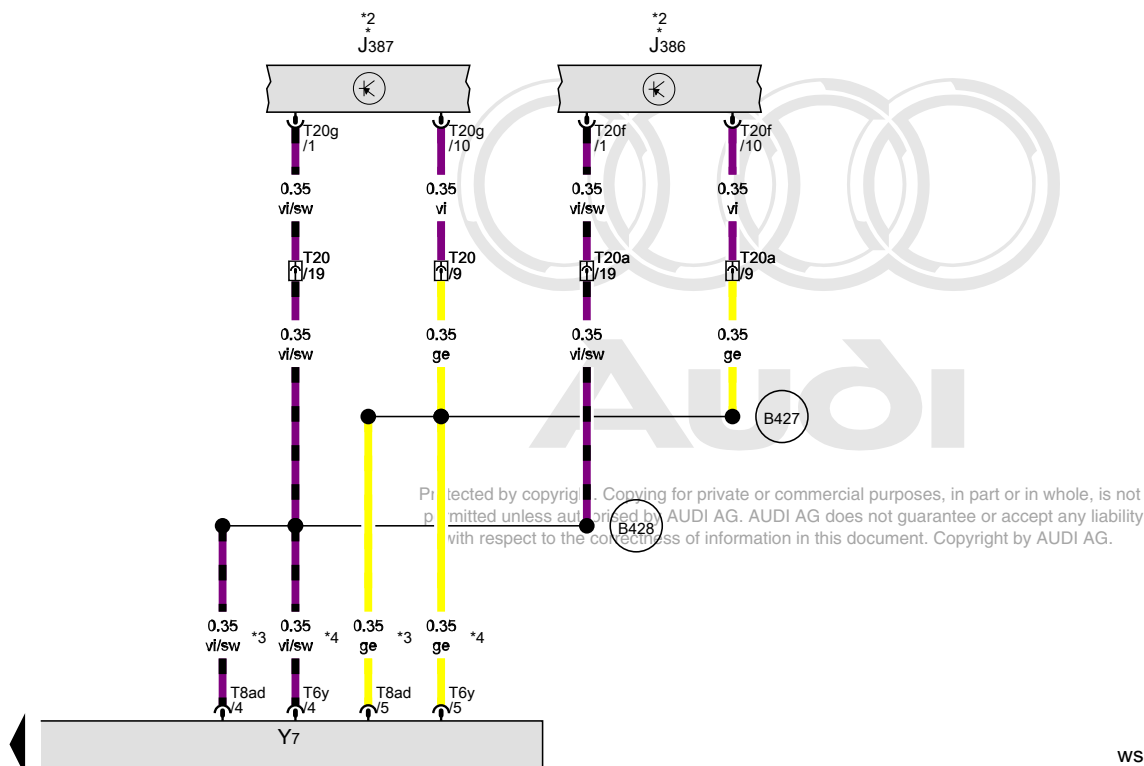 *2
*
J387
*2
*
J386
T20g
/1
T20g
/10
T20f
/1
T20f
/10
0.35
vi/sw
0.35
vi
0.35
vi/sw
0.35
vi
T20
/19
T20
/9
T20a
/19
T20a
/9
0.35
vi/sw
0.35
ge
0.35
vi/sw
0.35
ge
Audi
B427
B428
Protected by copyright. Copying for private or commercial purposes, in part or in whole, is not
permitted unless authorised by AUDI AG. AUDI AG does not guarantee or accept any liability
with respect to the correctness of information in this document. Copyright by AUDI AG.
0.35
vi/sw
*3
0.35
vi/sw
*4
0.35
ge
*3
0.35
ge
*4
T8ad
/4
T6y
/4
T8ad
/5
T6y
/5
Y7
ws